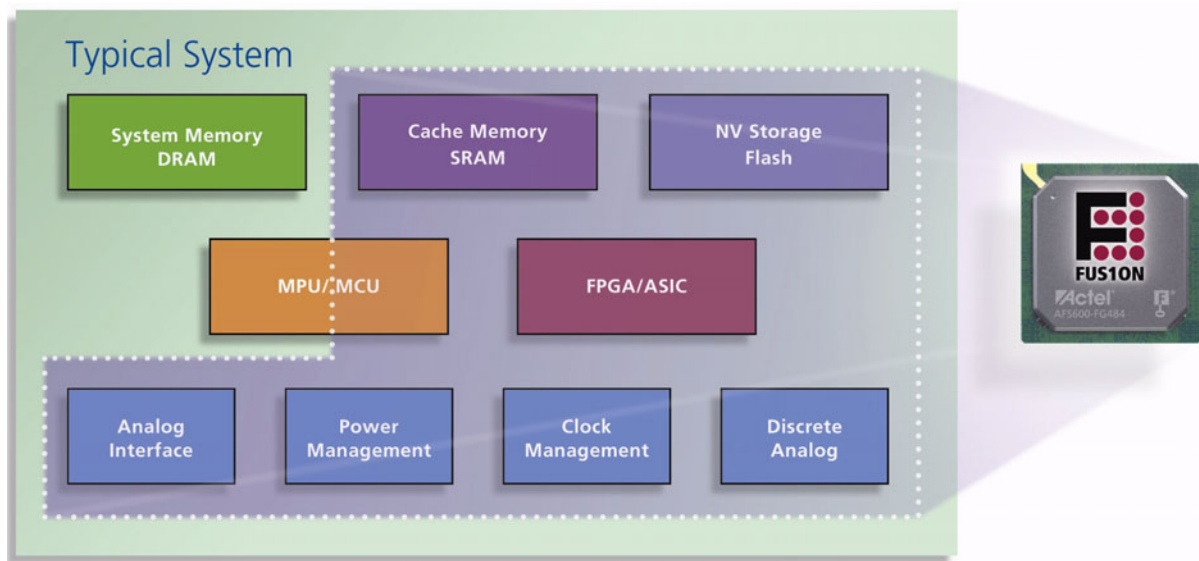 Typical System
System Memory
DRAM
Cache Memory
SRAM
NV Storage
Flash
MPU/MCU
FPGA/ASIC
Analog
Interface
Power
Management
Clock
Management
Discrete
Analog
FUS1ON
Actel
AFS600-FG484